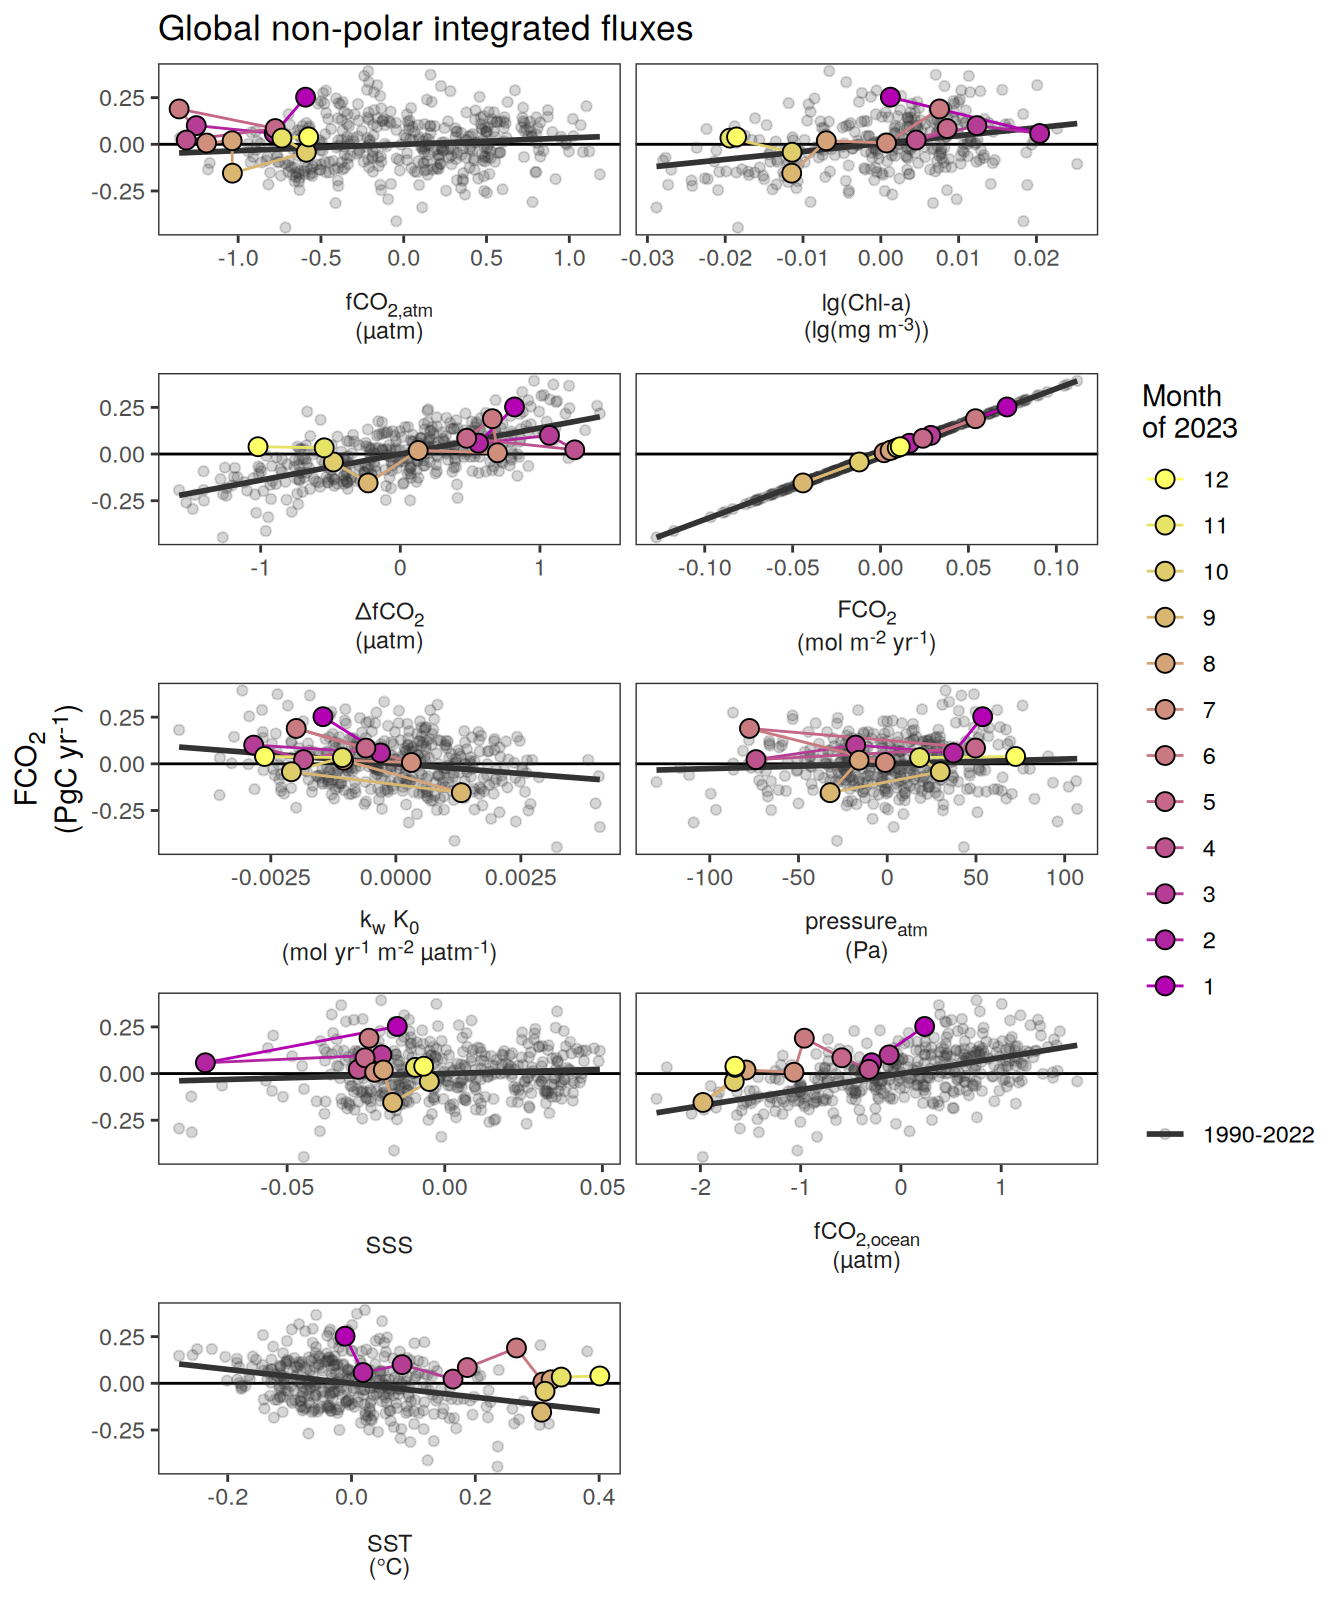 Global non-polar integrated fluxes
0.25
0.00
-0.25
-1.0 -0.5 0.0 0.5 1.0
fCO2,atm
(µatm)
-0.03 -0.02 -0.01 0.00 0.01 0.02
lg(Chl-a)
(lg(mg m-3))
0.25
0.00
-0.25
-1 0 1
ΔfCO2
(µatm)
-0.10 -0.05 0.00 0.05 0.10
FCO2
(mol m-2 yr-1)
FCO2
(PgC yr-1)
0.25
0.00
-0.25
-0.0025 0.0000 0.0025
kw K0
(mol yr-1 m-2 µatm-1)
-100 -50 0 50 100
pressureatm
(Pa)
0.25
0.00
-0.25
-0.05 0.00 0.05
SSS
-2 -1 0 1
fCO2,ocean
(µatm)
0.25
0.00
-0.25
-0.2 0.0 0.2 0.4
SST
(°C)
Month
of 2023
12
11
10
9
8
7
6
5
4
3
2
1
1990-2022